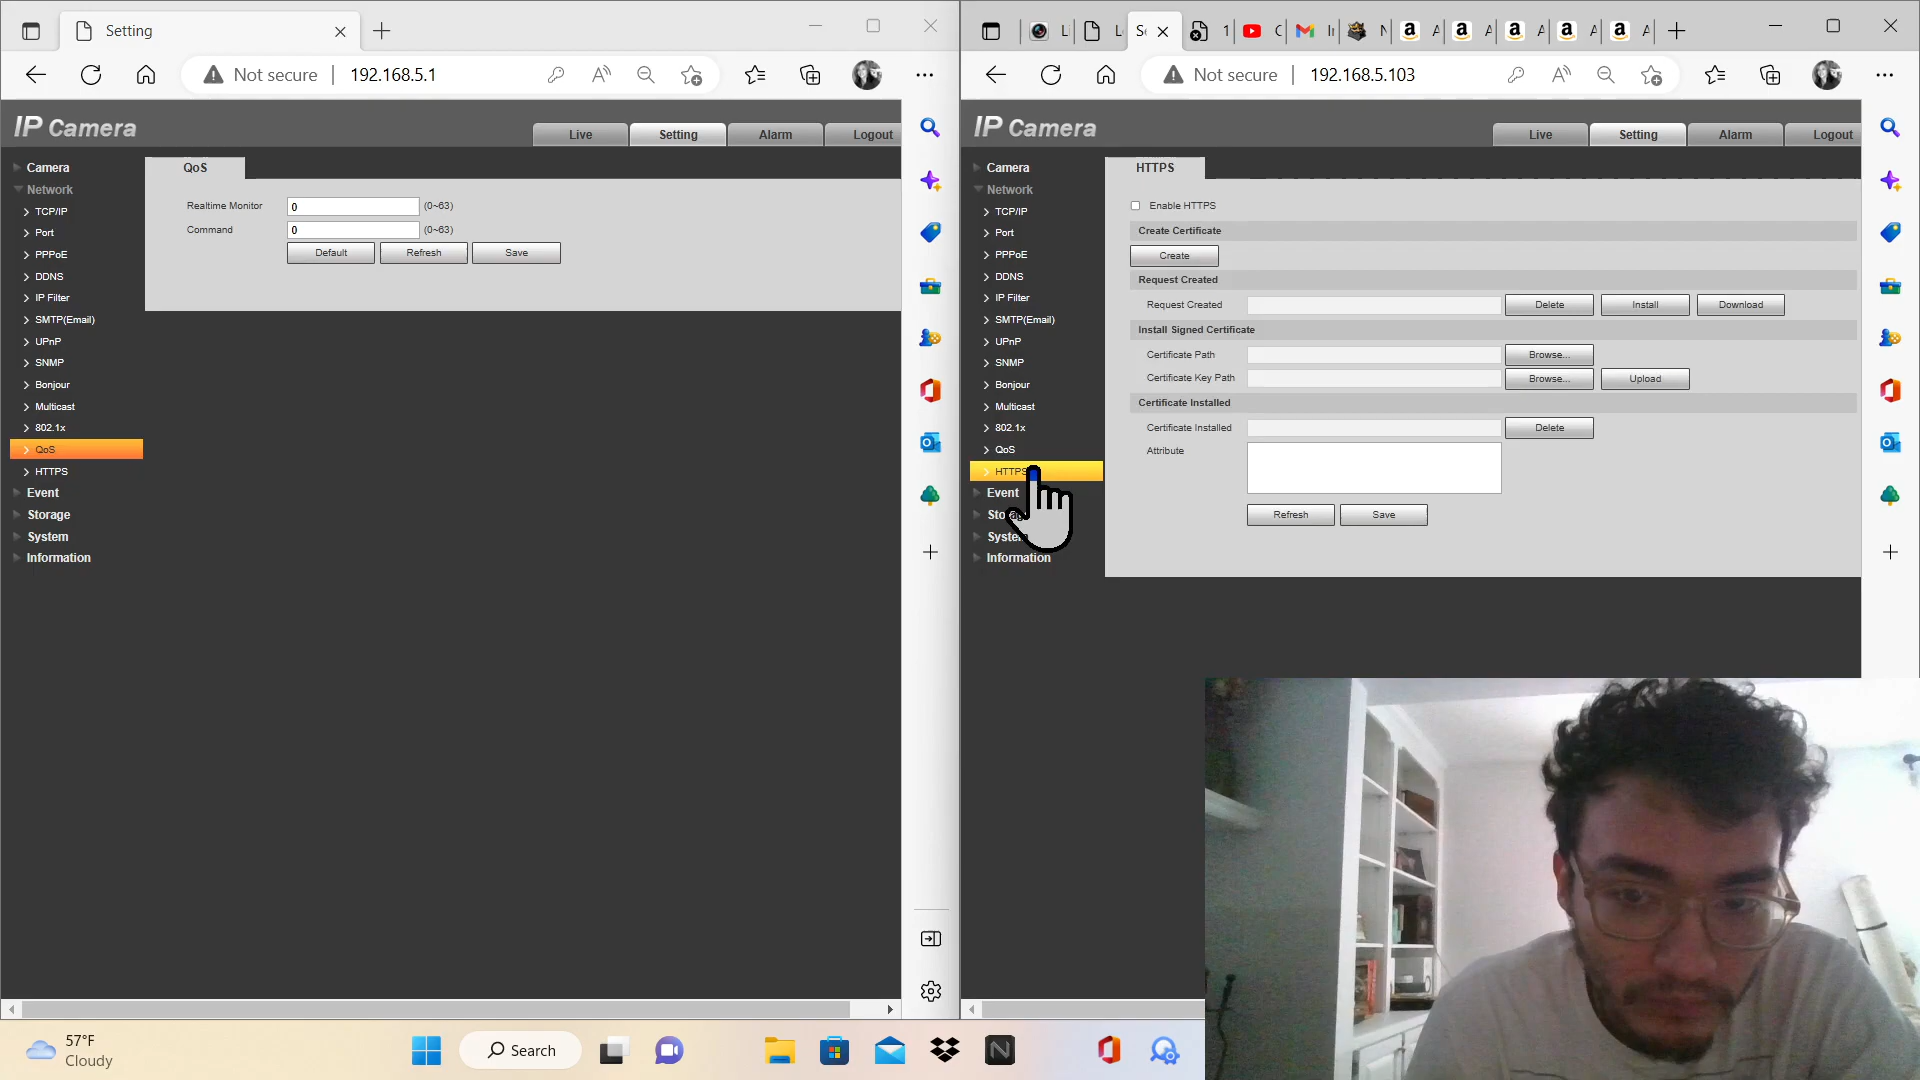 Setting
Not secure
192.168.5.1
IP Camera
Live
Setting
Alarm
Logout
Camera
Network
TCP/IP
Port
PPPoE
DDNS
IP Filter
SMTP(Email)
UPnP
SNMP
Bonjour
Multicast
802.1x
QoS
HTTPS
Event
Storage
System
Information
QoS
Realtime Monitor 0 (0~63)
Command 0 (0~63)
Default Refresh Save
Not secure
192.168.5.103
IP Camera
Live
Setting
Alarm
Logout
Camera
Network
TCP/IP
Port
PPPoE
DDNS
IP Filter
SMTP(Email)
UPnP
SNMP
Bonjour
Multicast
802.1x
QoS
HTTPS
Event
System
Information
HTTPS
Enable HTTPS
Create Certificate
Create
Request Created
Request Created Delete Install Download
Install Signed Certificate
Certificate Path Browse...
Certificate Key Path Browse... Upload
Certificate Installed
Certificate Installed Delete
Attribute
Refresh Save
57°F
Cloudy
Search